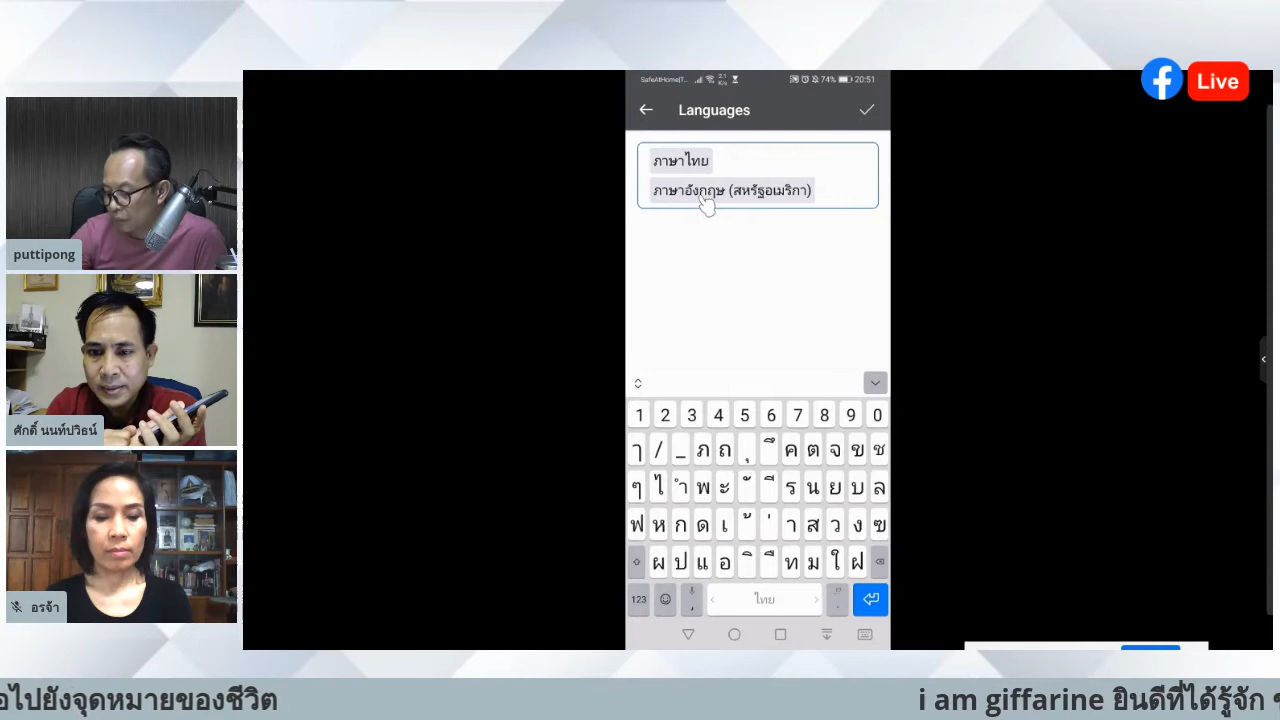 Live
puttipong
ศักดิ์ นนท์ปวิธน์
อรจ้า
SafeAtHome|T...
2.1
K/s
74%
20:51
Languages
ภาษาไทย
ภาษาอังกฤษ (สหรัฐอเมริกา)
1 2 3 4 5 6 7 8 9 0
ๅ / _ ภ ถ ุ ึ ค ต จ ข ช
ๆ ไ ำ พ ะ ั ี ร น ย บ ล
ฟ ห ก ด เ ้ ่ า ส ว ง ฃ
ผ ป แ อ ิ ื ท ม ใ ฝ
123
ไทย
อไปยังจุดหมายของชีวิต
i am giffarine ยินดีที่ได้รู้จัก